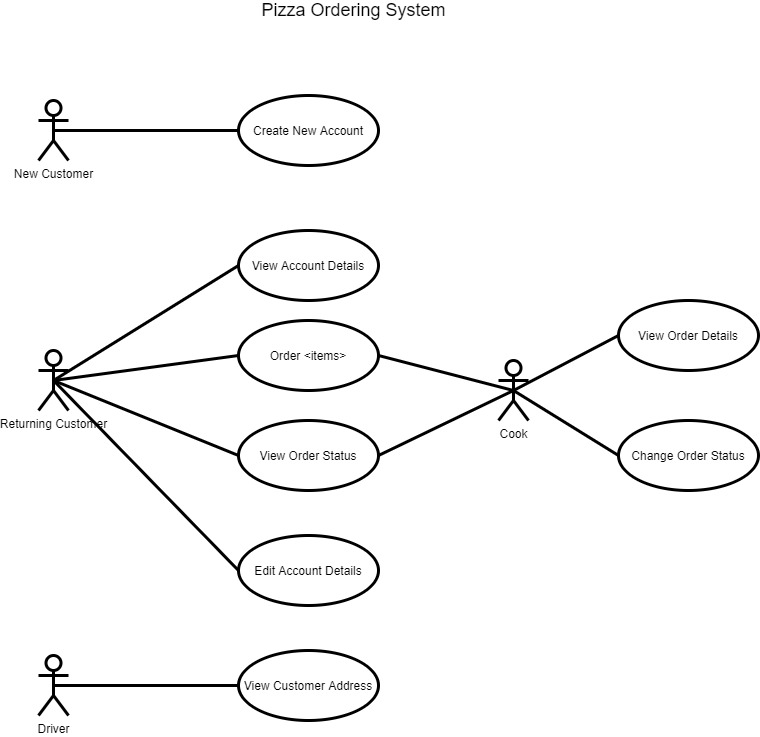 Pizza Ordering System
Create New Account
New Customer
View Account Details
Order <items>
View Order Details
Returning Customer
Cook
View Order Status
Change Order Status
Edit Account Details
View Customer Address
Driver